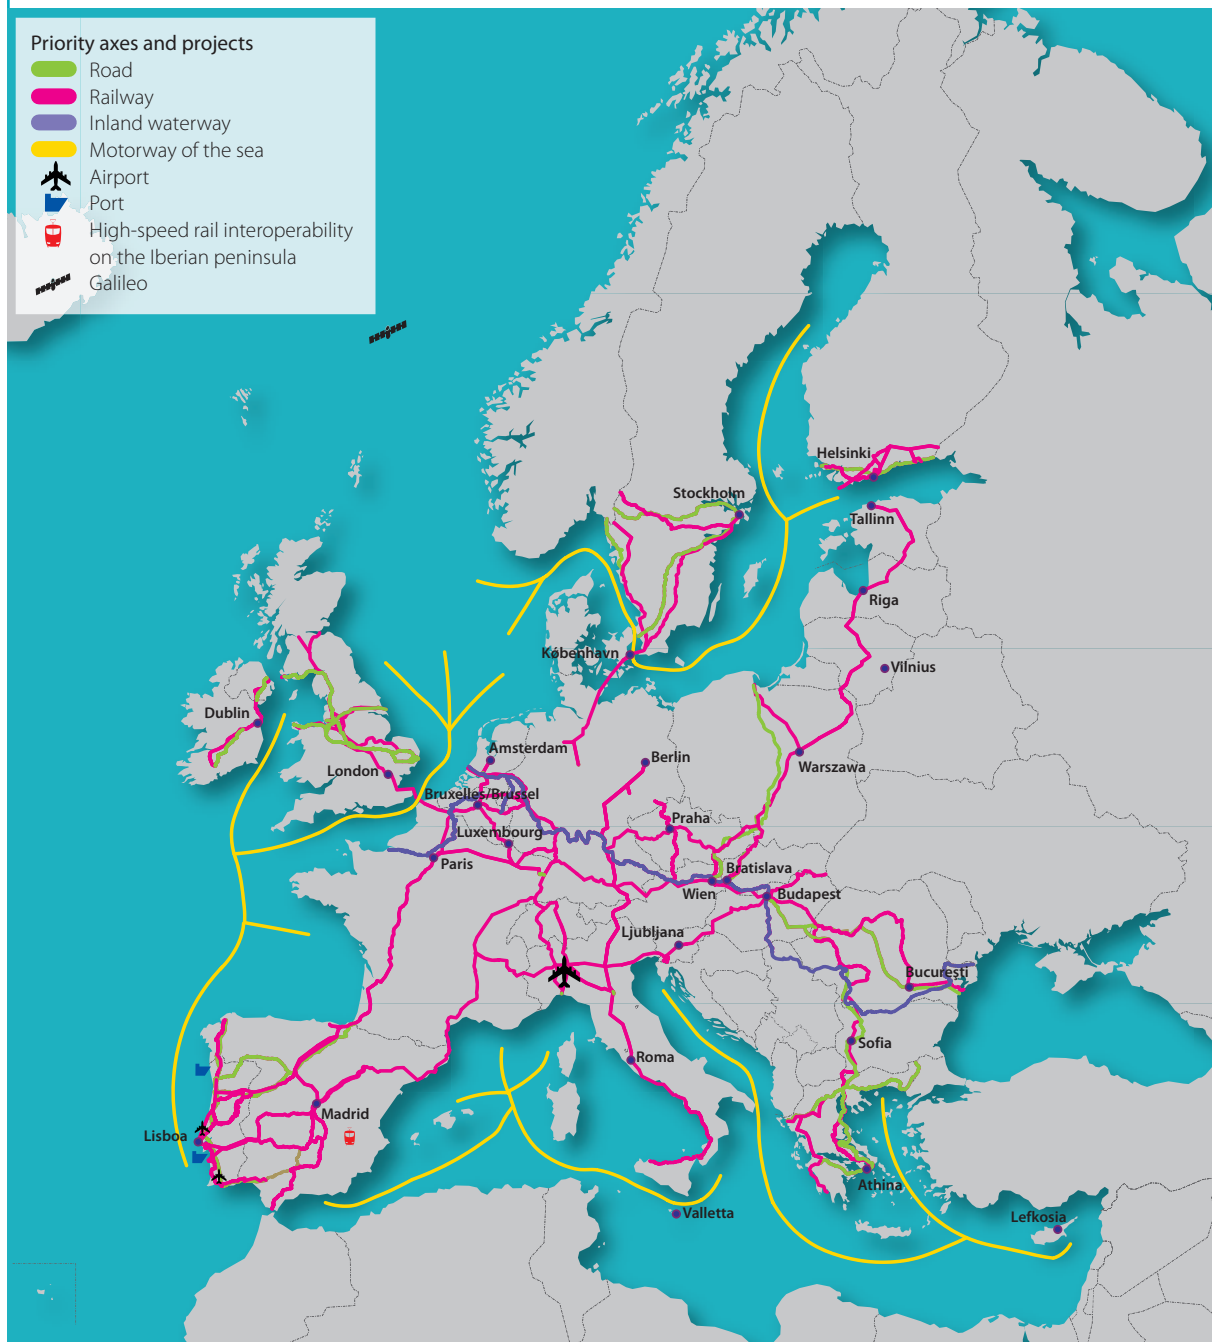 Priority axes and projects
Road
Railway
Inland waterway
Motorway of the sea
Airport
Port
High-speed rail interoperability
on the Iberian peninsula
Galileo
Helsinki
Stockholm
Tallinn
Riga
København
Vilnius
Dublin
Amsterdam
Berlin
London
Warszawa
Bruxelles/Brussel
Praha
Luxembourg
Paris
Bratislava
Wien
Budapest
Ljubljana
Bucureşti
Sofia
Roma
Madrid
Lisboa
Athina
Valletta
Lefkosia